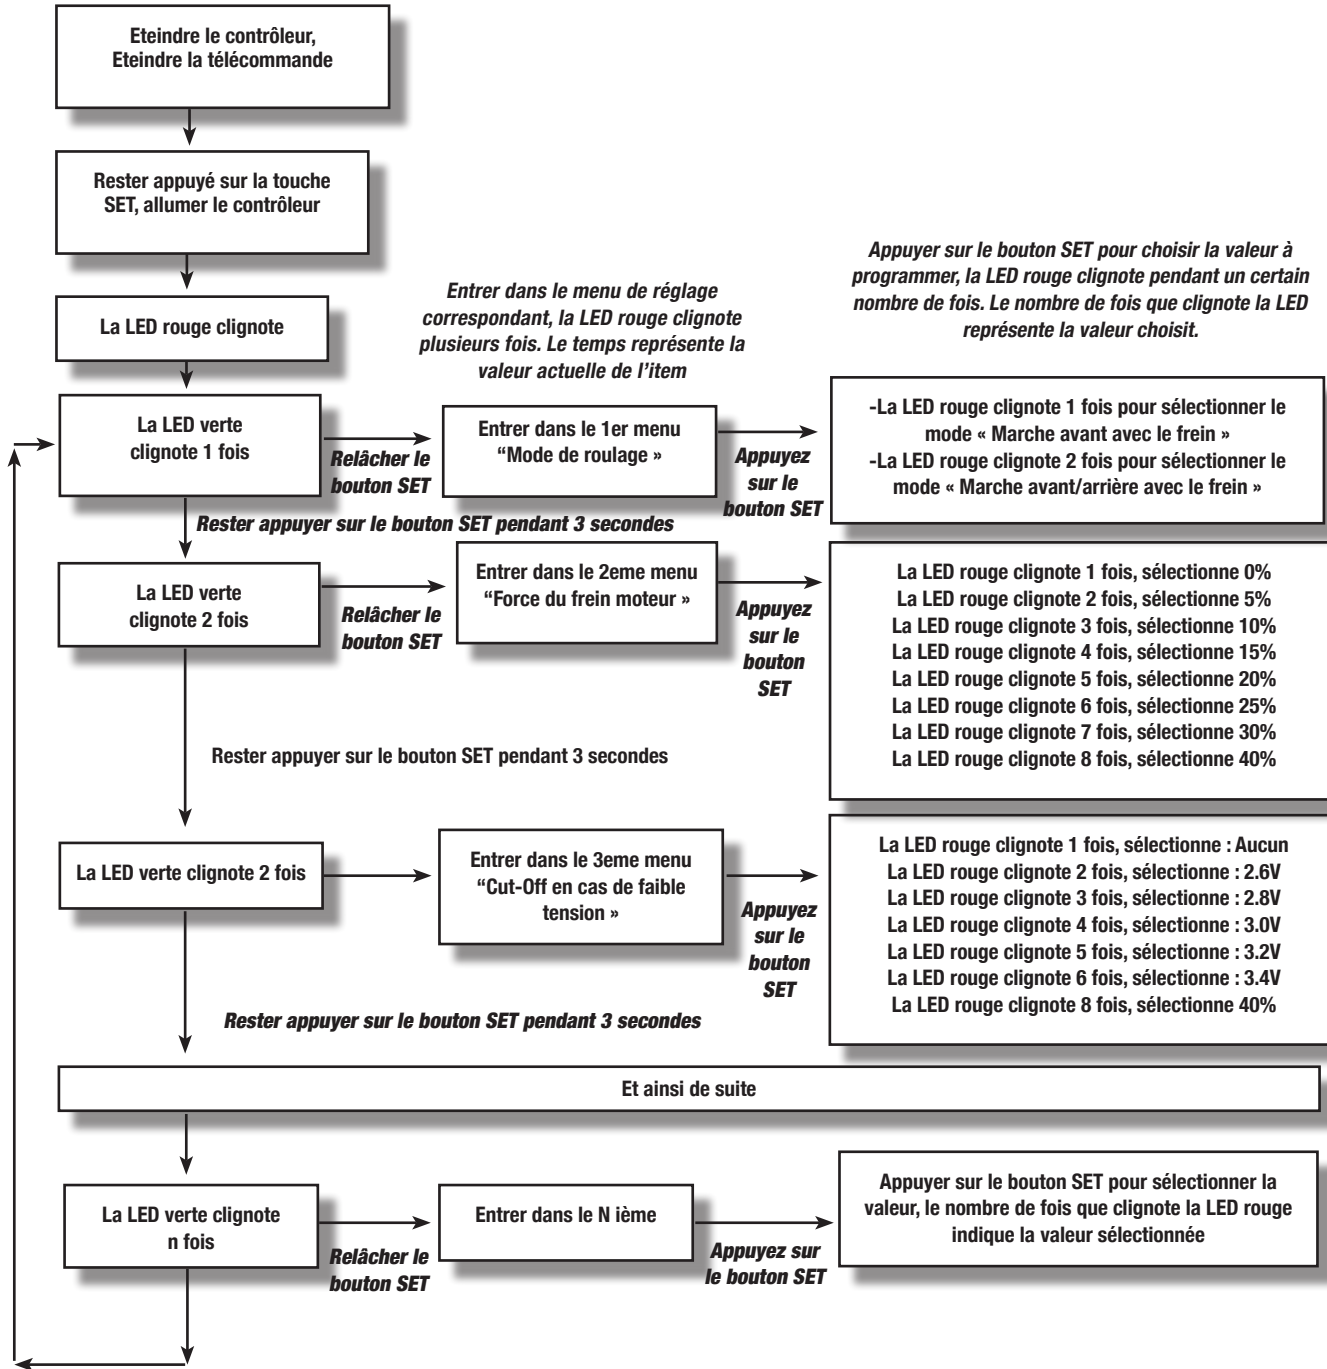 Eteindre le contrôleur,
Eteindre la télécommande
Rester appuyé sur la touche
SET, allumer le contrôleur
La LED rouge clignote
Entrer dans le menu de réglage
correspondant, la LED rouge clignote
plusieurs fois. Le temps représente la
valeur actuelle de l'item
Appuyer sur le bouton SET pour choisir la valeur à
programmer, la LED rouge clignote pendant un certain
nombre de fois. Le nombre de fois que clignote la LED
représente la valeur choisit.
La LED verte
clignote 1 fois
Relâcher le
bouton SET
Entrer dans le 1er menu
“Mode de roulage »
Appuyez
sur le
bouton SET
-La LED rouge clignote 1 fois pour sélectionner le
mode « Marche avant avec le frein »
-La LED rouge clignote 2 fois pour sélectionner le
mode « Marche avant/arrière avec le frein »
Rester appuyer sur le bouton SET pendant 3 secondes
La LED verte
clignote 2 fois
Relâcher le
bouton SET
Entrer dans le 2eme menu
“Force du frein moteur »
Appuyez
sur le
bouton
SET
La LED rouge clignote 1 fois, sélectionne 0%
La LED rouge clignote 2 fois, sélectionne 5%
La LED rouge clignote 3 fois, sélectionne 10%
La LED rouge clignote 4 fois, sélectionne 15%
La LED rouge clignote 5 fois, sélectionne 20%
La LED rouge clignote 6 fois, sélectionne 25%
La LED rouge clignote 7 fois, sélectionne 30%
La LED rouge clignote 8 fois, sélectionne 40%
Rester appuyer sur le bouton SET pendant 3 secondes
La LED verte clignote 2 fois
Entrer dans le 3eme menu
“Cut-Off en cas de faible
tension »
Appuyez
sur le
bouton
SET
La LED rouge clignote 1 fois, sélectionne : Aucun
La LED rouge clignote 2 fois, sélectionne : 2.6V
La LED rouge clignote 3 fois, sélectionne : 2.8V
La LED rouge clignote 4 fois, sélectionne : 3.0V
La LED rouge clignote 5 fois, sélectionne : 3.2V
La LED rouge clignote 6 fois, sélectionne : 3.4V
La LED rouge clignote 8 fois, sélectionne 40%
Rester appuyer sur le bouton SET pendant 3 secondes
Et ainsi de suite
La LED verte clignote
n fois
Relâcher le
bouton SET
Entrer dans le N ième
Appuyez sur
le bouton SET
Appuyer sur le bouton SET pour sélectionner la
valeur, le nombre de fois que clignote la LED rouge
indique la valeur sélectionnée